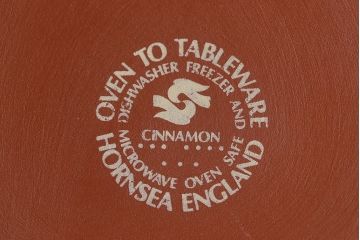 OVEN TO TABLEWARE
DISHWASHER FREEZER AND
CINNAMON
MICROWAVE OVEN SAFE
HORNSEA ENGLAND